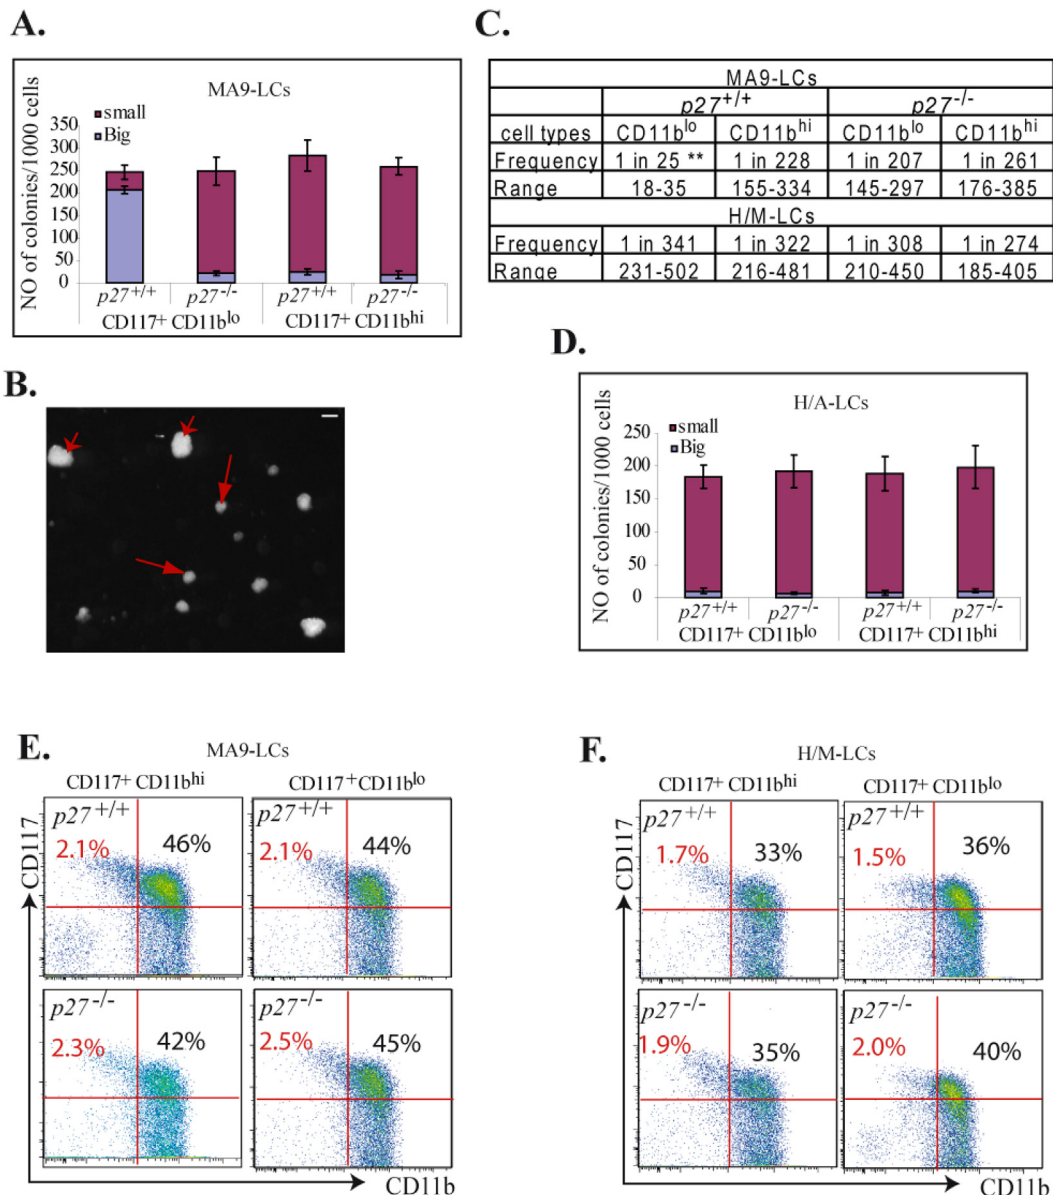 A.
MA9-LCs
small
Big
NO of colonies/1000 cells
350
300
250
200
150
100
50
0
p27+/+ p27-/- p27+/+ p27-/-
CD117+ CD11blo CD117+ CD11bhi
B.
C.
MA9-LCs
p27+/+ p27-/-
cell types CD11blo CD11bhi CD11blo CD11bhi
Frequency 1 in 25 ** 1 in 228 1 in 207 1 in 261
Range 18-35 155-334 145-297 176-385
H/M-LCs
Frequency 1 in 341 1 in 322 1 in 308 1 in 274
Range 231-502 216-481 210-450 185-405
D.
H/A-LCs
small
Big
NO of colonies/1000 cells
250
200
150
100
50
0
p27+/+ p27-/- p27+/+ p27-/-
CD117+ CD11blo CD117+ CD11bhi
E.
MA9-LCs
CD117+ CD11bhi CD117+CD11blo
CD117
p27+/+ p27+/+
2.1% 46% 2.1% 44%
p27-/- p27-/-
2.3% 42% 2.5% 45%
CD11b
F.
H/M-LCs
CD117+ CD11bhi CD117+ CD11blo
CD117
p27+/+ p27+/+
1.7% 33% 1.5% 36%
p27-/- p27-/-
1.9% 35% 2.0% 40%
CD11b